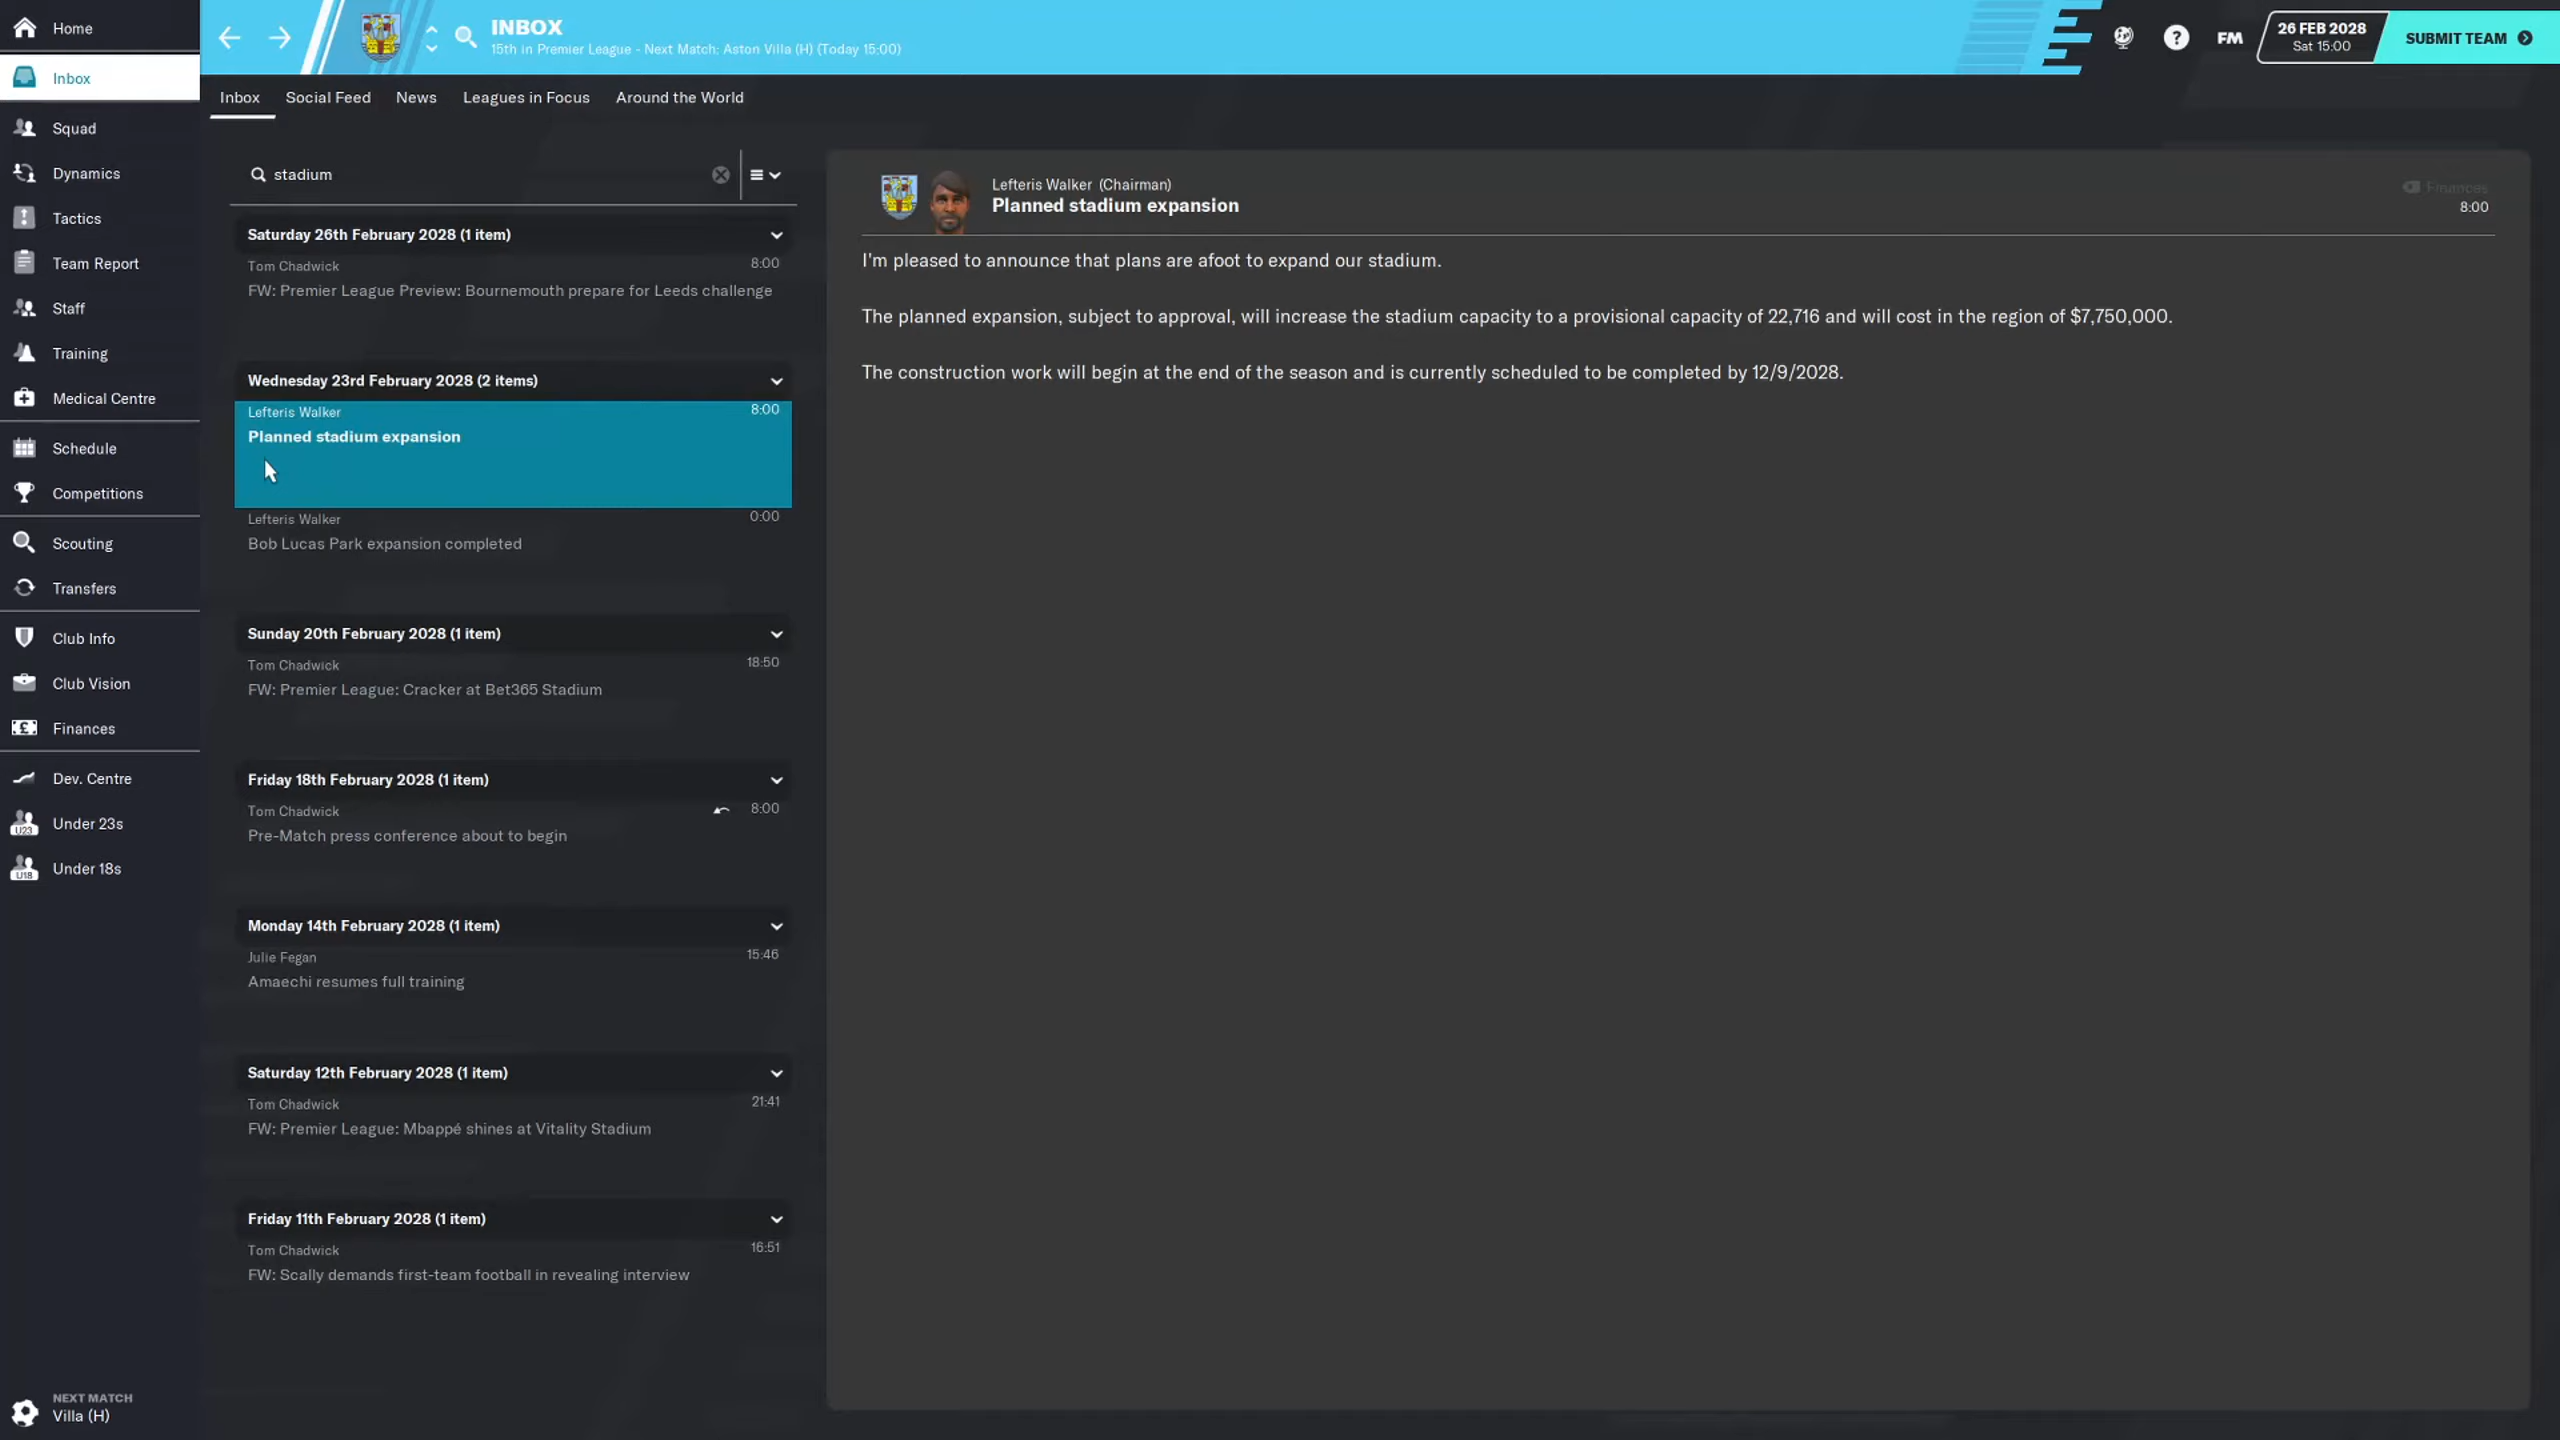 Home
Inbox
Squad
Dynamics
Tactics
Team Report
Staff
Training
Medical Centre
Schedule
Competitions
Scouting
Transfers
Club Info
Club Vision
Finances
Dev. Centre
U23
Under 23s
U18
Under 18s
NEXT MATCH
Villa (H)
INBOX
15th in Premier League - Next Match: Aston Villa (H) (Today 15:00)
FM
26 FEB 2028
Sat 15:00
SUBMIT TEAM
Inbox Social Feed News Leagues in Focus Around the World
stadium
Saturday 26th February 2028 (1 item)
Tom Chadwick 8:00
FW: Premier League Preview: Bournemouth prepare for Leeds challenge
Wednesday 23rd February 2028 (2 items)
Lefteris Walker 8:00
Planned stadium expansion
Lefteris Walker 0:00
Bob Lucas Park expansion completed
Sunday 20th February 2028 (1 item)
Tom Chadwick 18:50
FW: Premier League: Cracker at Bet365 Stadium
Friday 18th February 2028 (1 item)
Tom Chadwick 8:00
Pre-Match press conference about to begin
Monday 14th February 2028 (1 item)
Julie Fegan 15:46
Amaechi resumes full training
Saturday 12th February 2028 (1 item)
Tom Chadwick 21:41
FW: Premier League: Mbappé shines at Vitality Stadium
Friday 11th February 2028 (1 item)
Tom Chadwick 16:51
FW: Scally demands first-team football in revealing interview
Lefteris Walker (Chairman)
Planned stadium expansion
Finances
8:00
I'm pleased to announce that plans are afoot to expand our stadium.
The planned expansion, subject to approval, will increase the stadium capacity to a provisional capacity of 22,716 and will cost in the region of $7,750,000.
The construction work will begin at the end of the season and is currently scheduled to be completed by 12/9/2028.